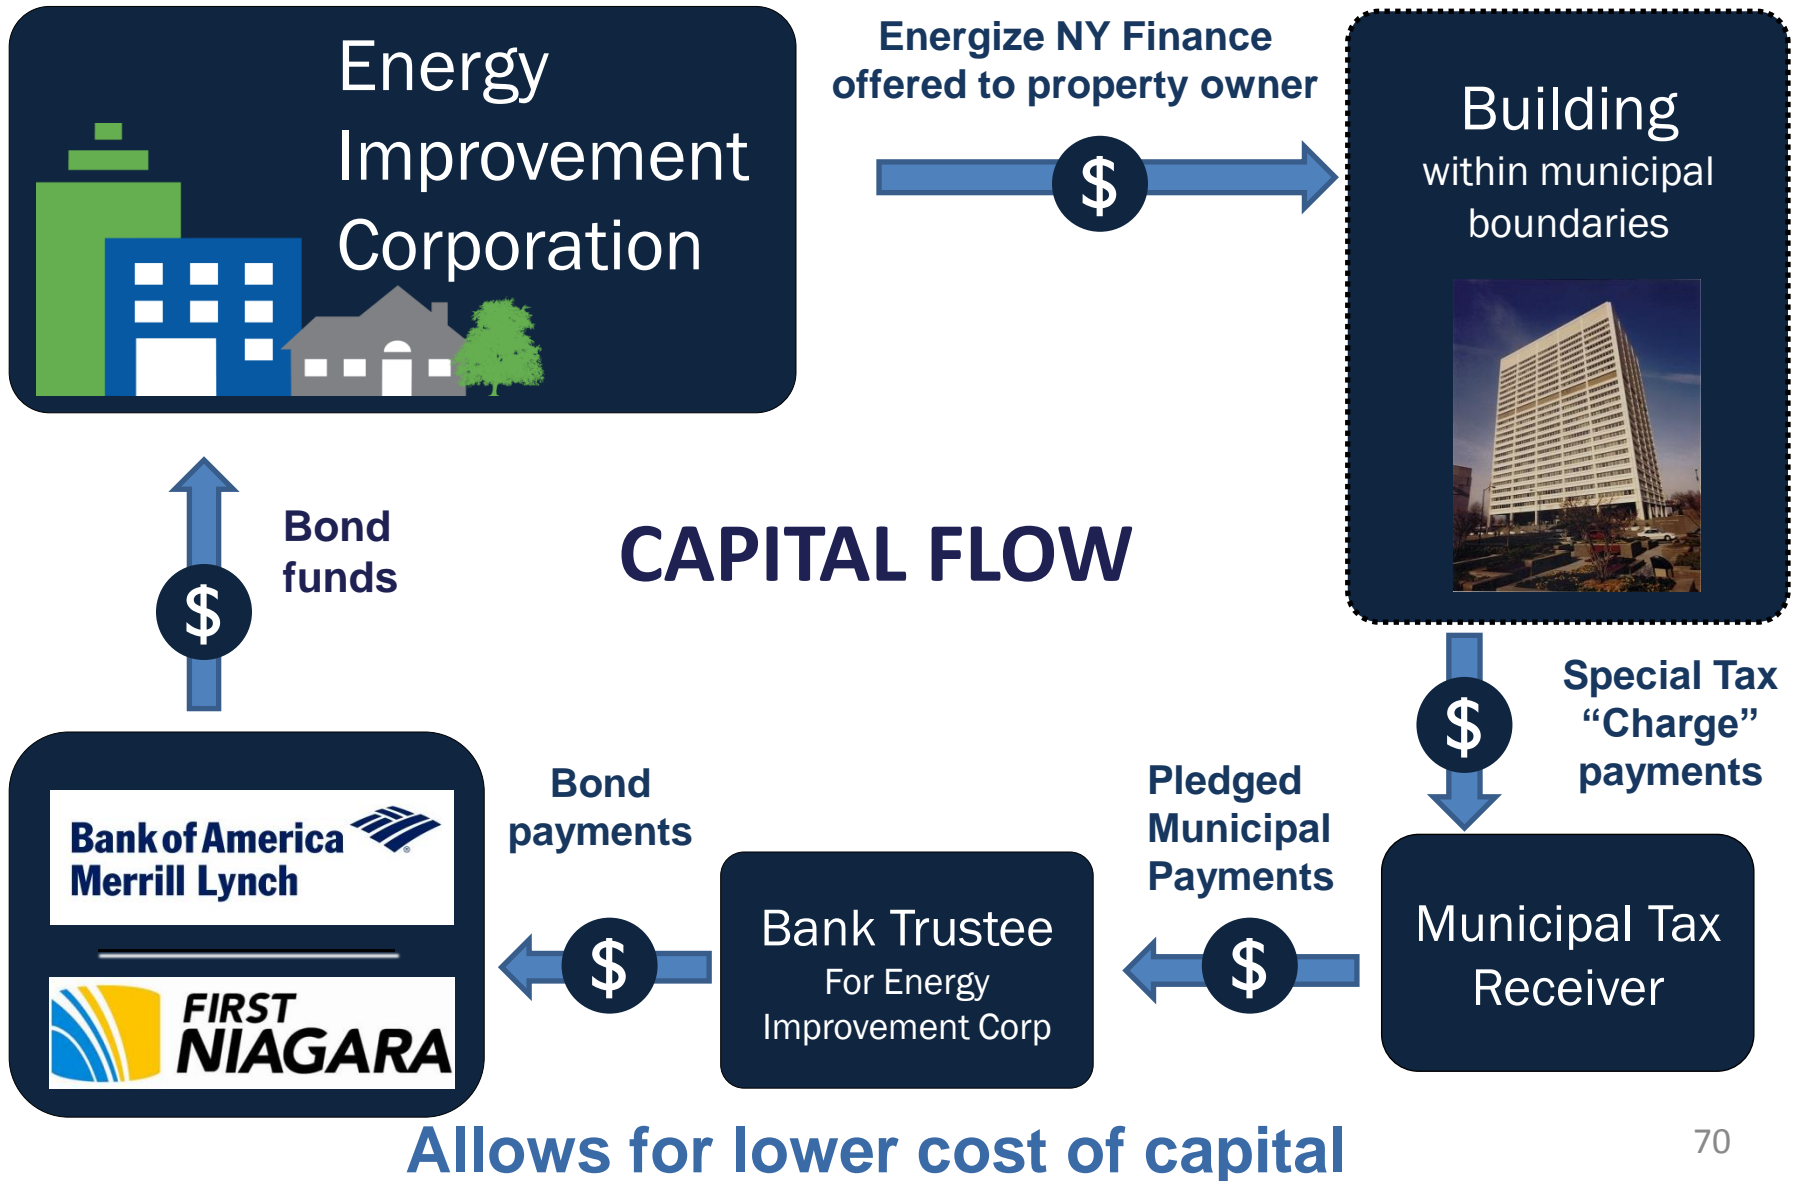 Energy
Improvement
Corporation
Energize NY Finance
offered to property owner
$
Building
within municipal
boundaries
Bond
funds
$
CAPITAL FLOW
$
Special Tax
“Charge”
payments
Bank of America
Merrill Lynch
FIRST
NIAGARA
Bond
payments
$
Bank Trustee
For Energy
Improvement Corp
Pledged
Municipal
Payments
$
Municipal Tax
Receiver
Allows for lower cost of capital
70